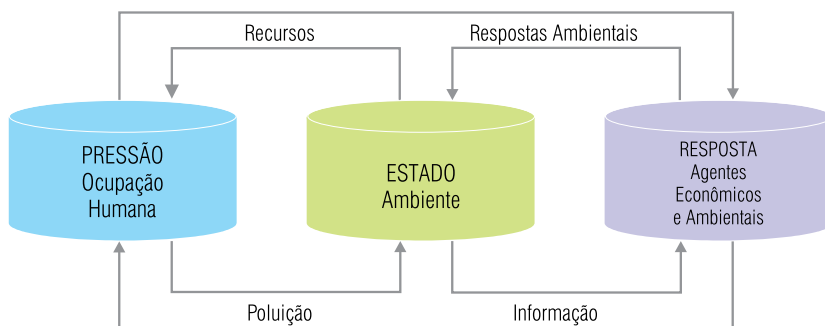 Recursos
Respostas Ambientais
PRESSÃO
Ocupação
Humana
ESTADO
Ambiente
RESPOSTA
Agentes
Econômicos
e Ambientais
Poluição
Informação